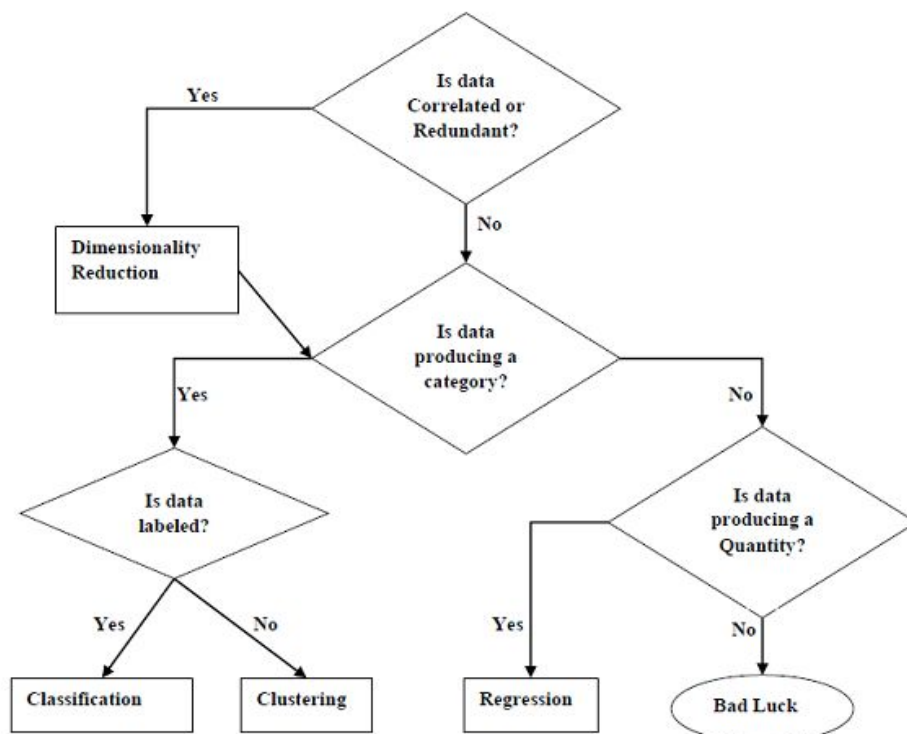 Is data
Correlated or
Redundant?
Yes
No
Dimensionality
Reduction
Is data
producing a
category?
Yes
No
Is data
labeled?
Is data
producing a
Quantity?
Yes
No
Yes
No
Classification
Clustering
Regression
Bad Luck